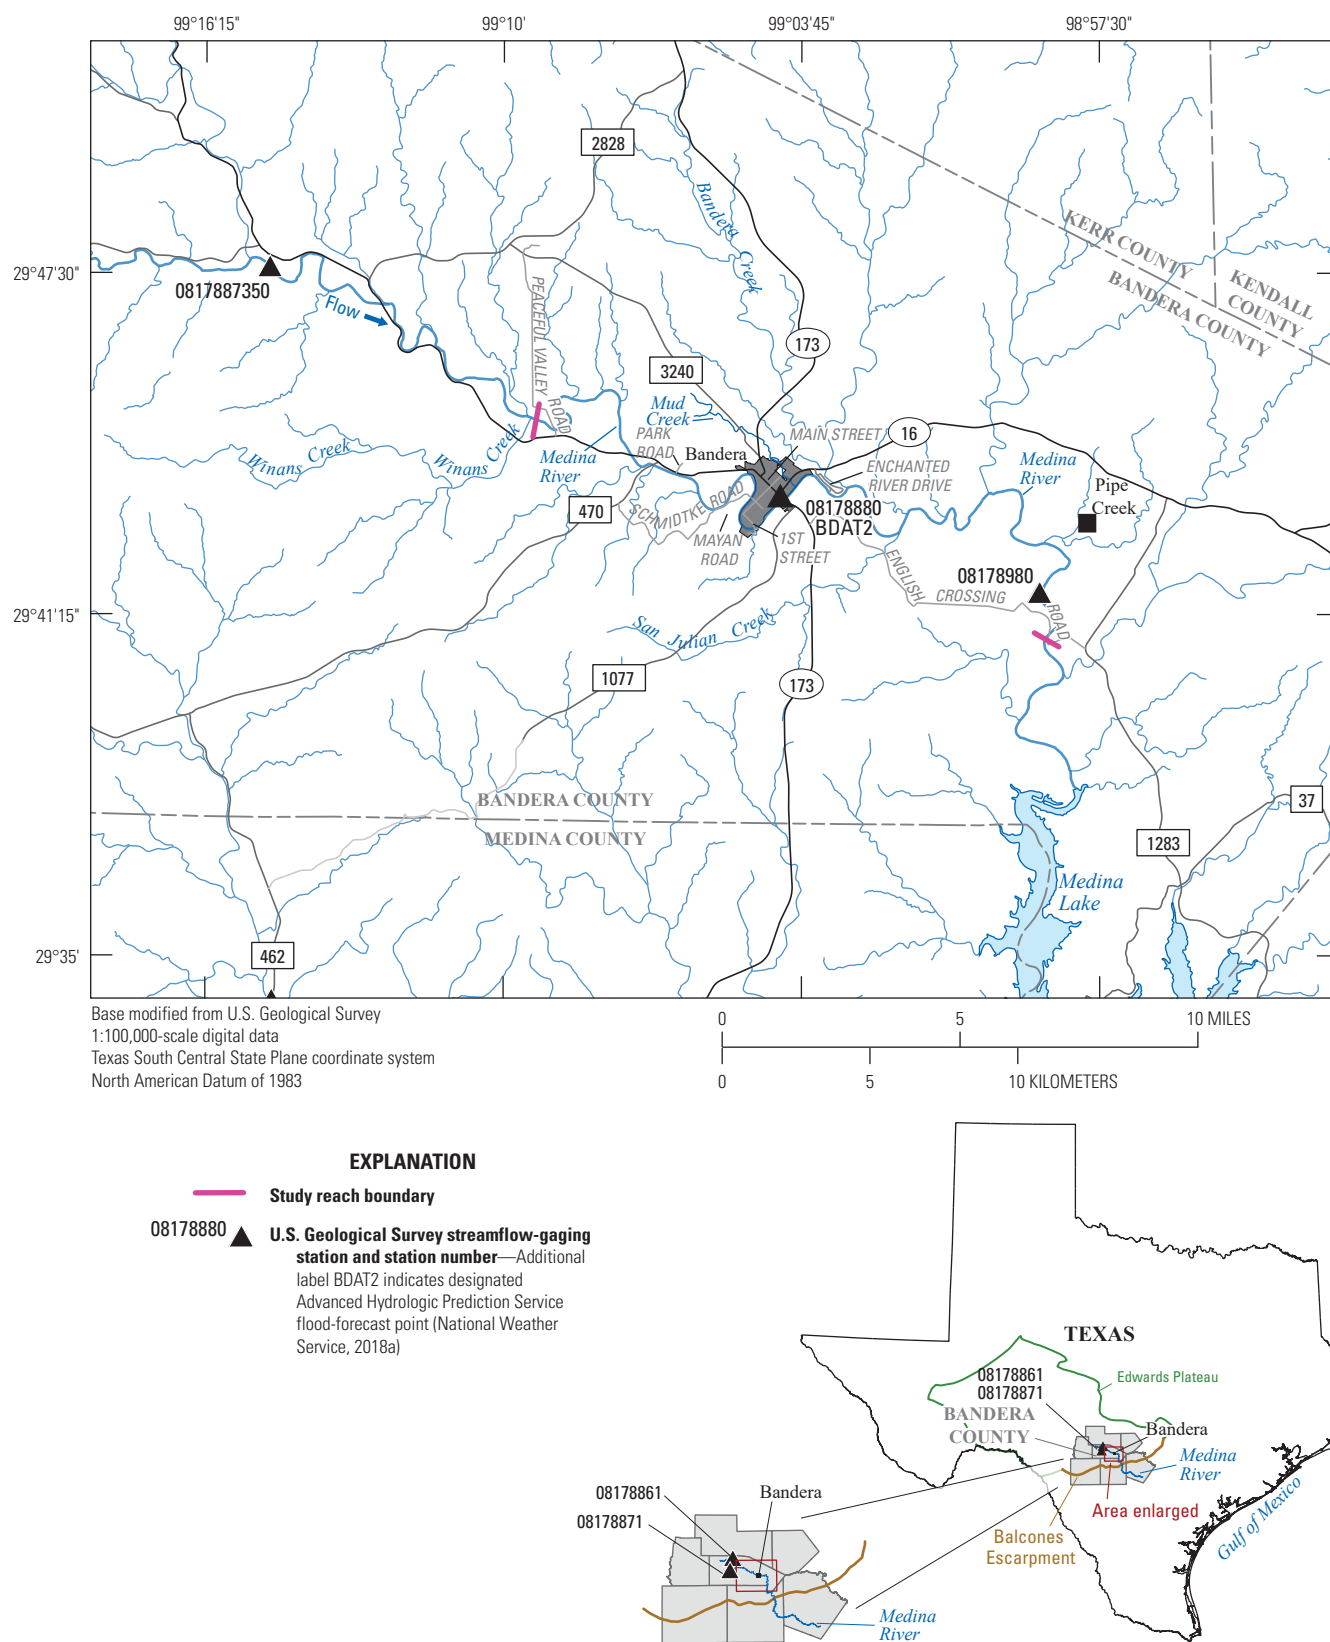 99°16'15"
99°10'
99°03'45"
98°57'30"
2828
Bandera
Creek
KERR COUNTY
BANDERA COUNTY
KENDALL
COUNTY
29°47'30"
0817887350
Flow
PEACEFUL VALLEY
ROAD
173
3240
Mud
Creek
MAIN STREET
16
PARK
ROAD
Bandera
Winans Creek
Winans Creek
Medina
River
ENCHANTED
RIVER DRIVE
Medina
River
Pipe
Creek
470
SCHMIDTKE ROAD
08178880
BDAT2
MAYAN
ROAD
1ST
STREET
ENGLISH
CROSSING
ROAD
08178980
29°41'15"
San Julian Creek
1077
173
BANDERA COUNTY
MEDINA COUNTY
37
1283
Medina
Lake
29°35'
462
Base modified from U.S. Geological Survey
1:100,000-scale digital data
Texas South Central State Plane coordinate system
North American Datum of 1983
0 5 10 MILES
0 5 10 KILOMETERS
EXPLANATION
Study reach boundary
08178880
U.S. Geological Survey streamflow-gaging
station and station number—Additional
label BDAT2 indicates designated
Advanced Hydrologic Prediction Service
flood-forecast point (National Weather
Service, 2018a)
TEXAS
08178861
08178871
Edwards Plateau
BANDERA
COUNTY
Bandera
Medina
River
Area enlarged
Balcones
Escarpment
Gulf of Mexico
08178861
08178871
Bandera
Medina
River